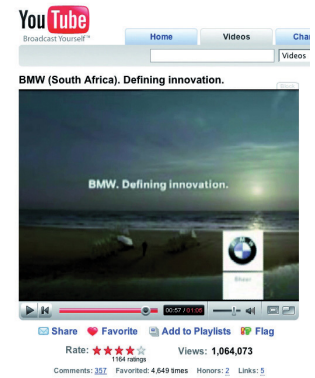 You Tube
Broadcast Yourself™
Home Videos
Videos
BMW (South Africa). Defining innovation.
BMW. Defining innovation.
BMW
00:57 / 01:06
Share Favorite Add to Playlists Flag
Rate: Views: 1,064,073
1164 ratings
Comments: 357 Favorited: 4,649 times Honors: 2 Links: 5